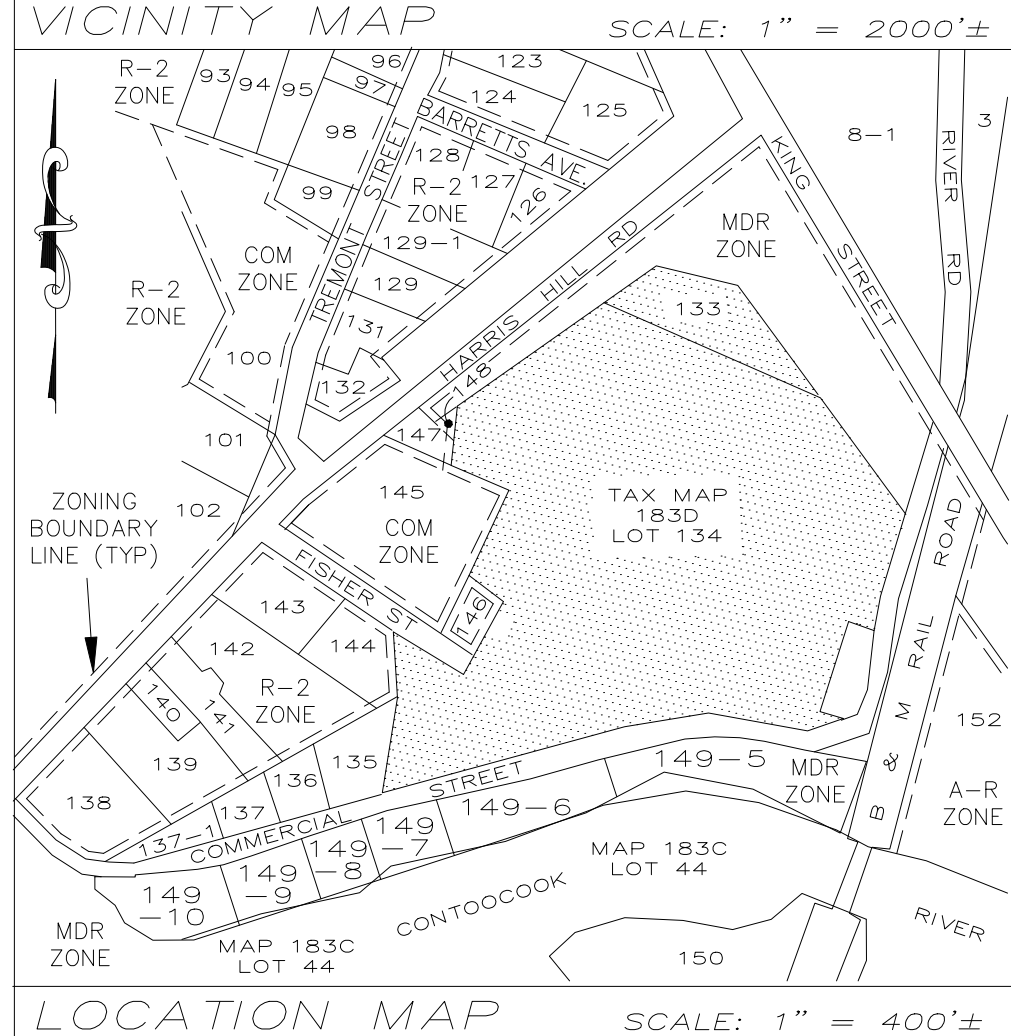 VICINITY MAP
SCALE: 1" = 2000'±
R-2
ZONE
93
94
95
96
97
98
99
123
124
125
BARRETTS AVE.
128
127
126
R-2
ZONE
TREMONT STREET
129-1
129
131
132
COM
ZONE
R-2
ZONE
100
101
102
HARRIS HILL RD
KING STREET
8-1
RIVER RD
3
MDR
ZONE
133
148
147
145
COM
ZONE
TAX MAP
183D
LOT 134
ZONING
BOUNDARY
LINE (TYP)
FISHER ST
146
143
144
142
R-2
ZONE
140
141
139
138
135
136
137
137-1
COMMERCIAL STREET
B & M RAIL ROAD
152
A-R
ZONE
149-5
MDR
ZONE
149-6
149
-7
149
-8
149
-9
149
-10
MAP 183C
LOT 44
CONTOOCOOK RIVER
MDR
ZONE
MAP 183C
LOT 44
150
LOCATION MAP
SCALE: 1" = 400'±